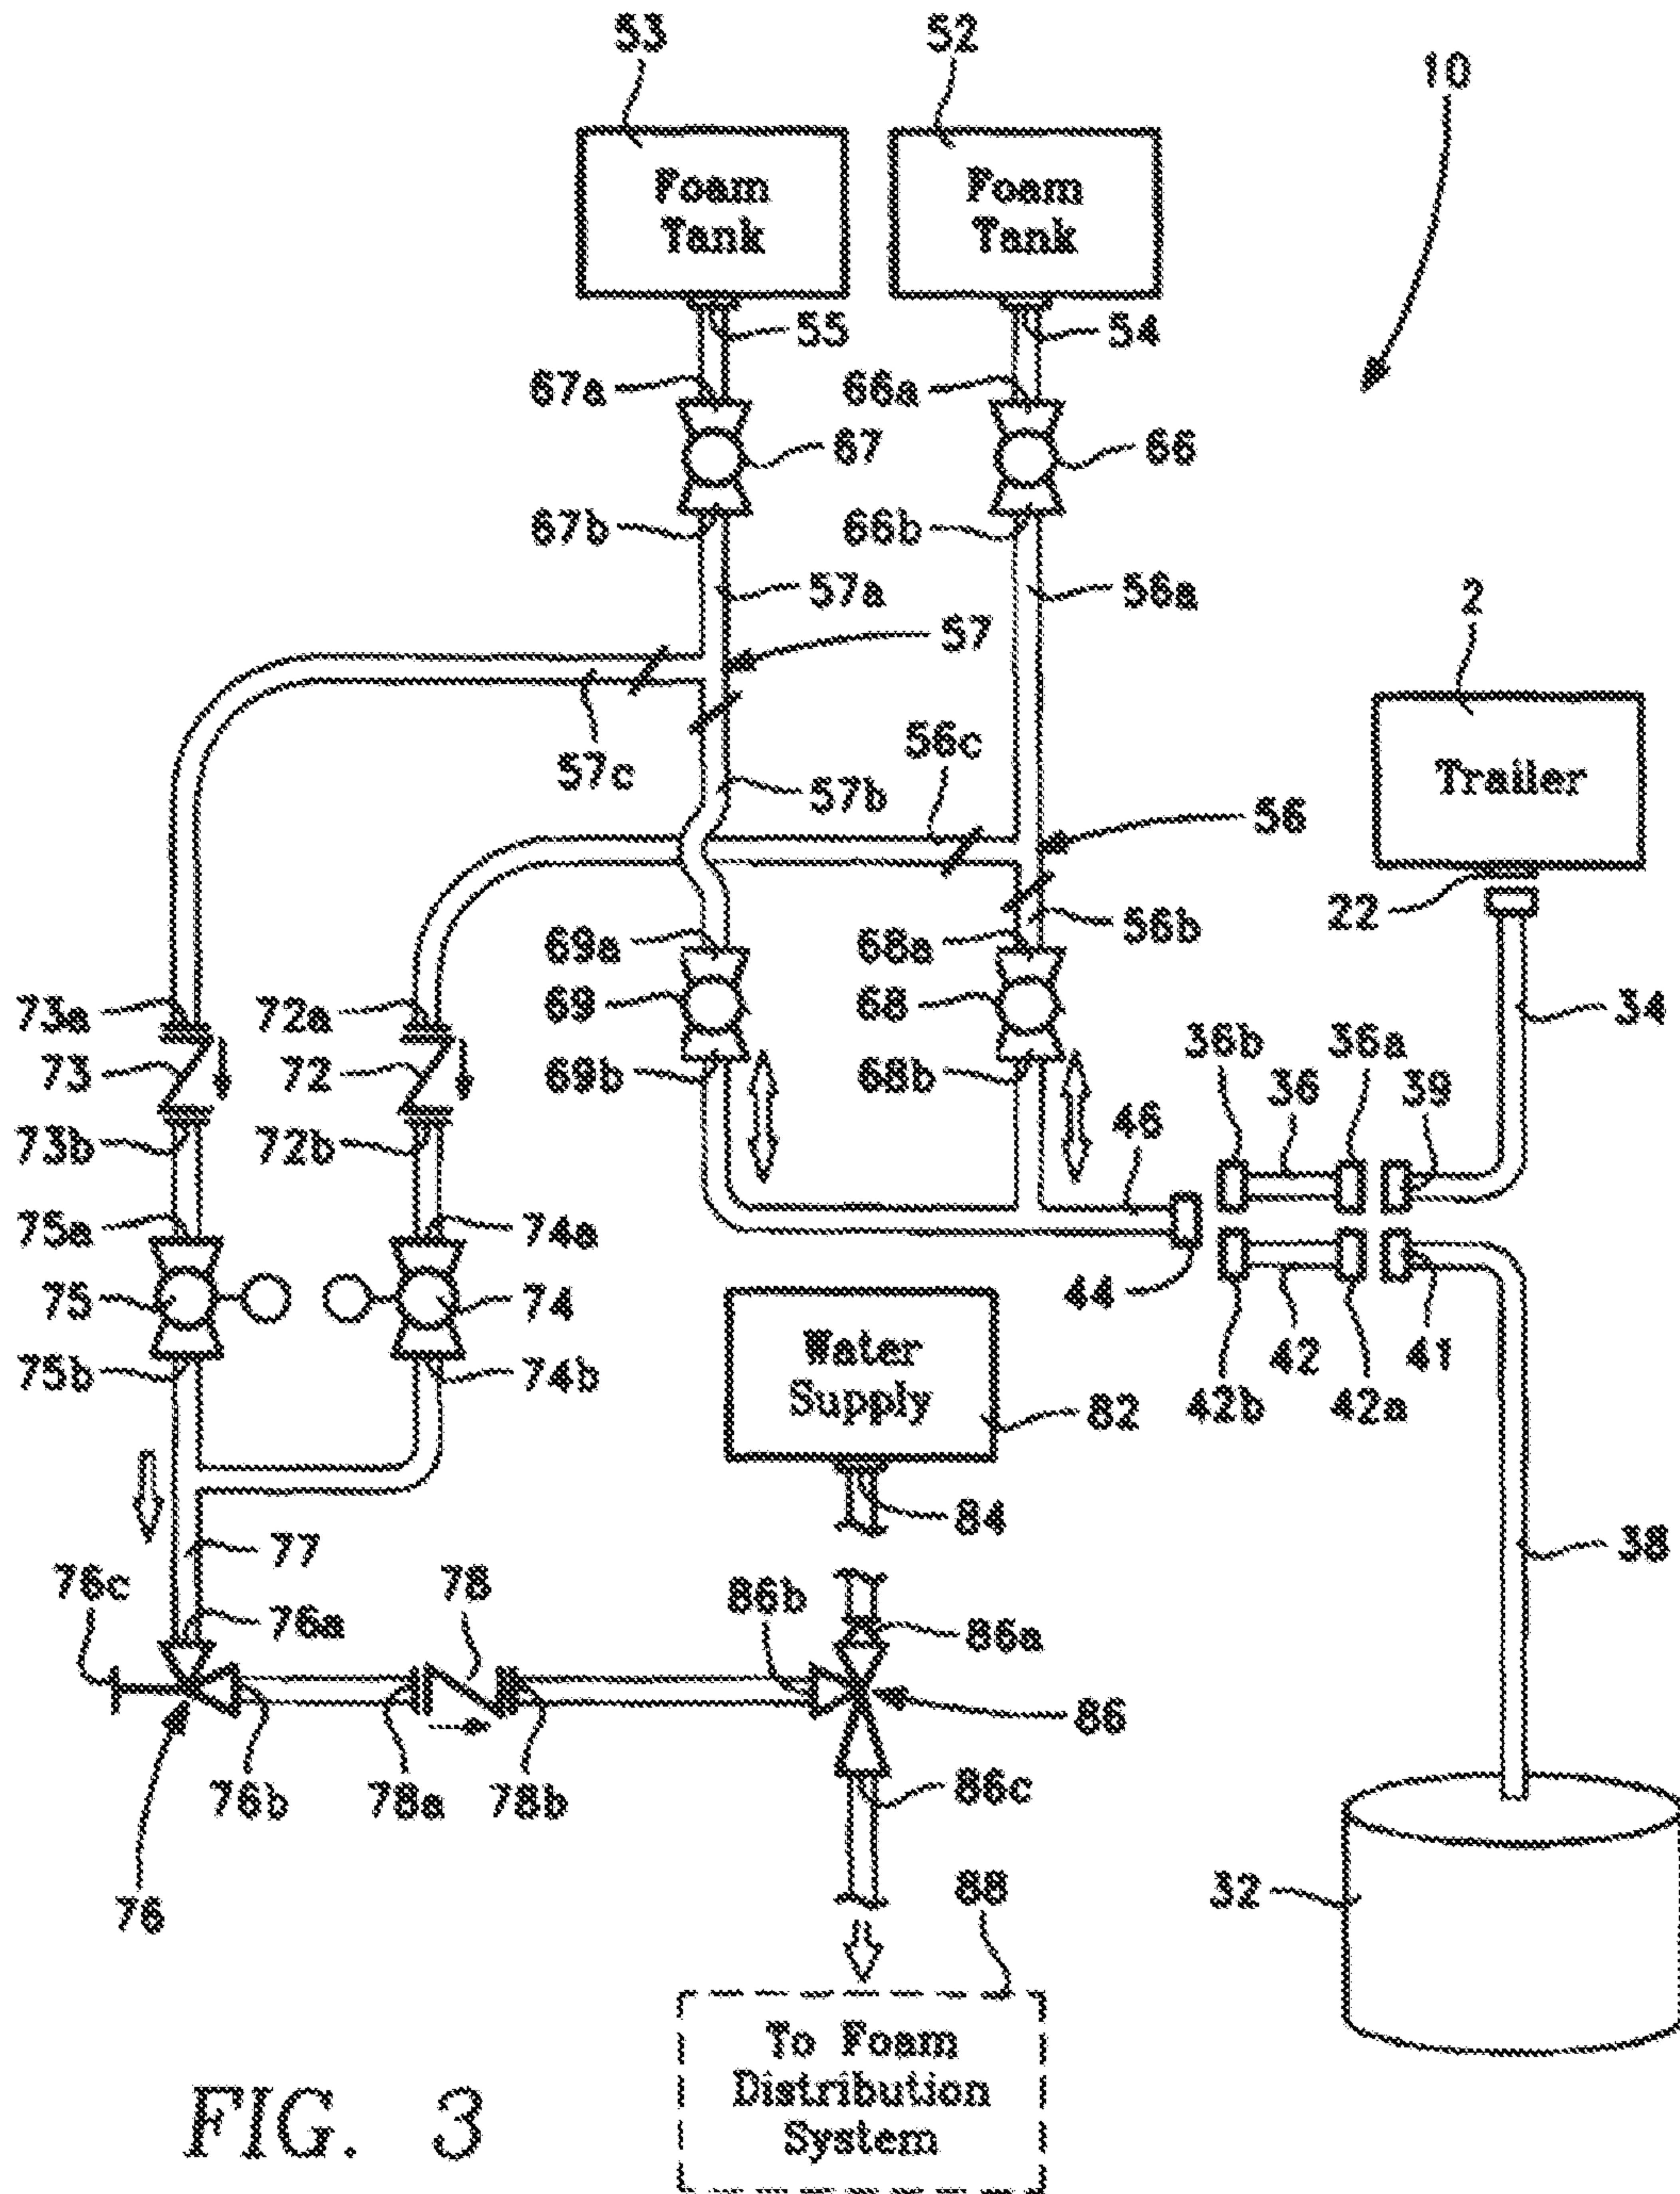 53
52
10
Foam
Tank
Foam
Tank
55
54
67a
66a
67
66
67b
66b
57a
56a
2
57
56c
57c
57b
56
Trailer
22
69a
68a
56b
73a
72a
69
68
34
36b
36a
73
72
69b
68b
36
39
46
73b
72b
75a
74a
44
75
74
Water
Supply
42
41
75b
74b
82
42b
42a
84
77
38
76c
78
76a
86b
86a
86
76b
78a
78b
86c
76
88
32
To Foam
Distribution
System
FIG. 3